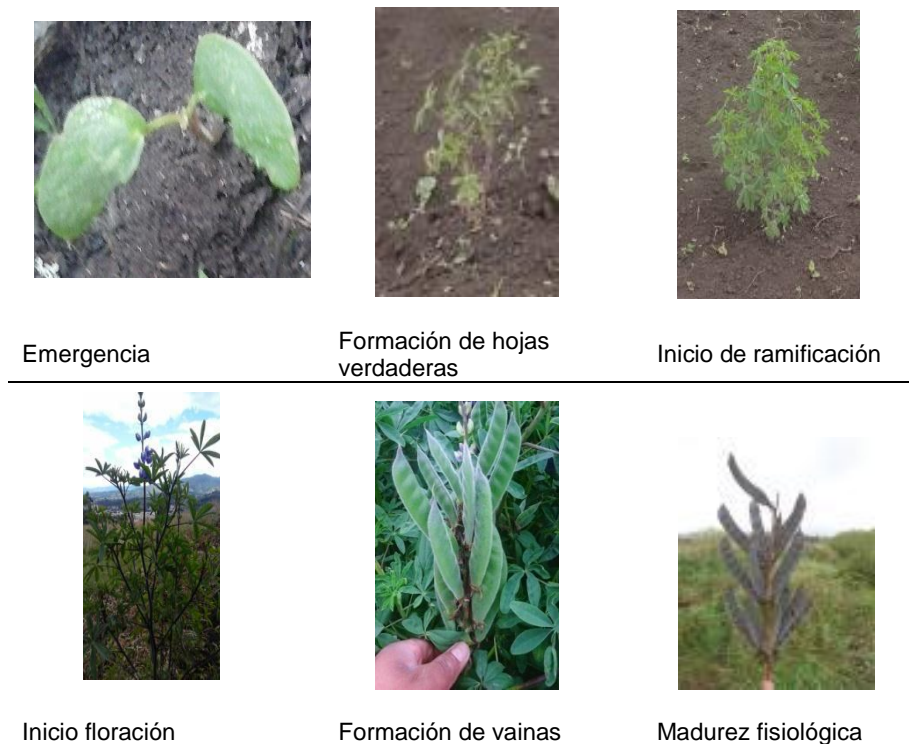 Emergencia
Formación de hojas
verdaderas
Inicio de ramificación
Inicio floración
Formación de vainas
Madurez fisiológica